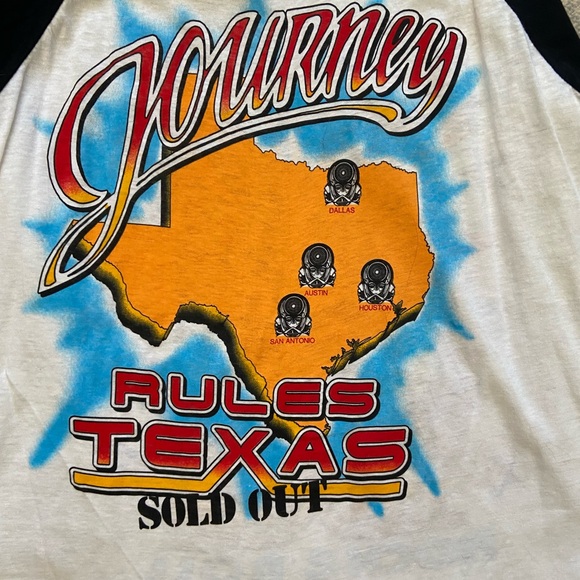 Journey
DALLAS
AUSTIN
HOUSTON
SAN ANTONIO
RULES
TEXAS
SOLD OUT